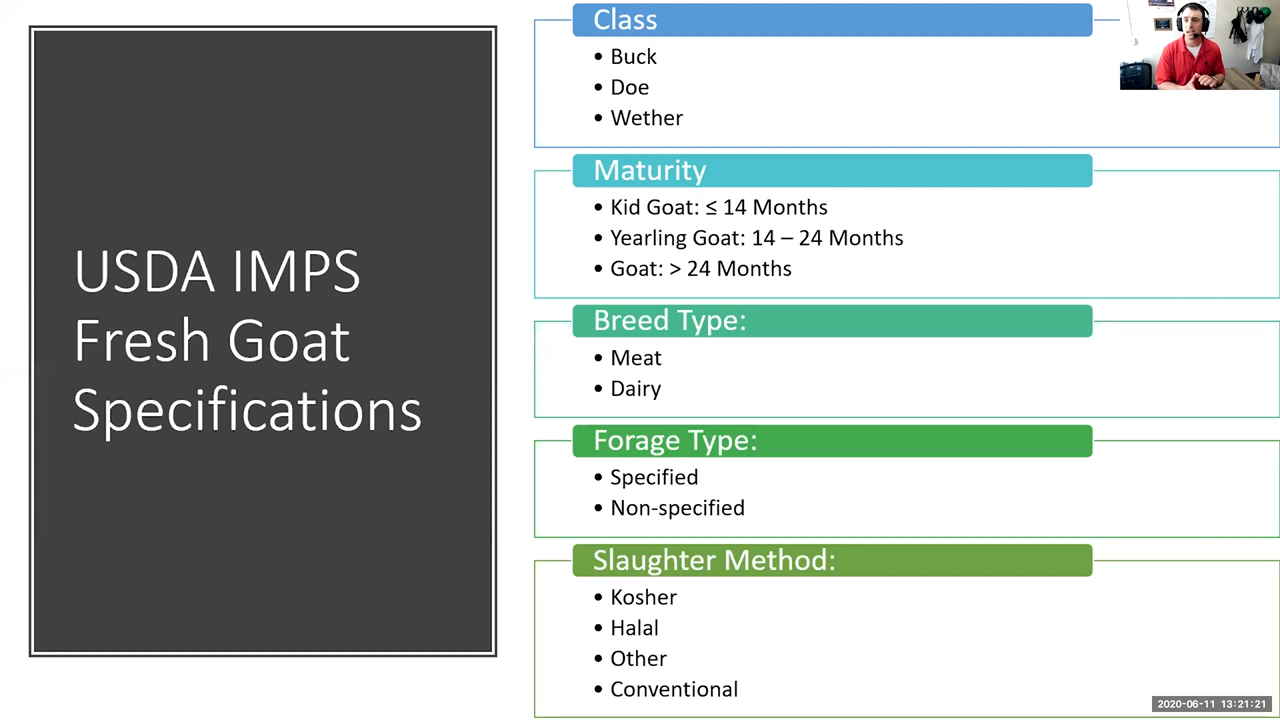 USDA IMPS
Fresh Goat
Specifications
Class
• Buck
• Doe
• Wether
Maturity
• Kid Goat: ≤ 14 Months
• Yearling Goat: 14 – 24 Months
• Goat: > 24 Months
Breed Type:
• Meat
• Dairy
Forage Type:
• Specified
• Non-specified
Slaughter Method:
• Kosher
• Halal
• Other
• Conventional
2020-06-11 13:21:21